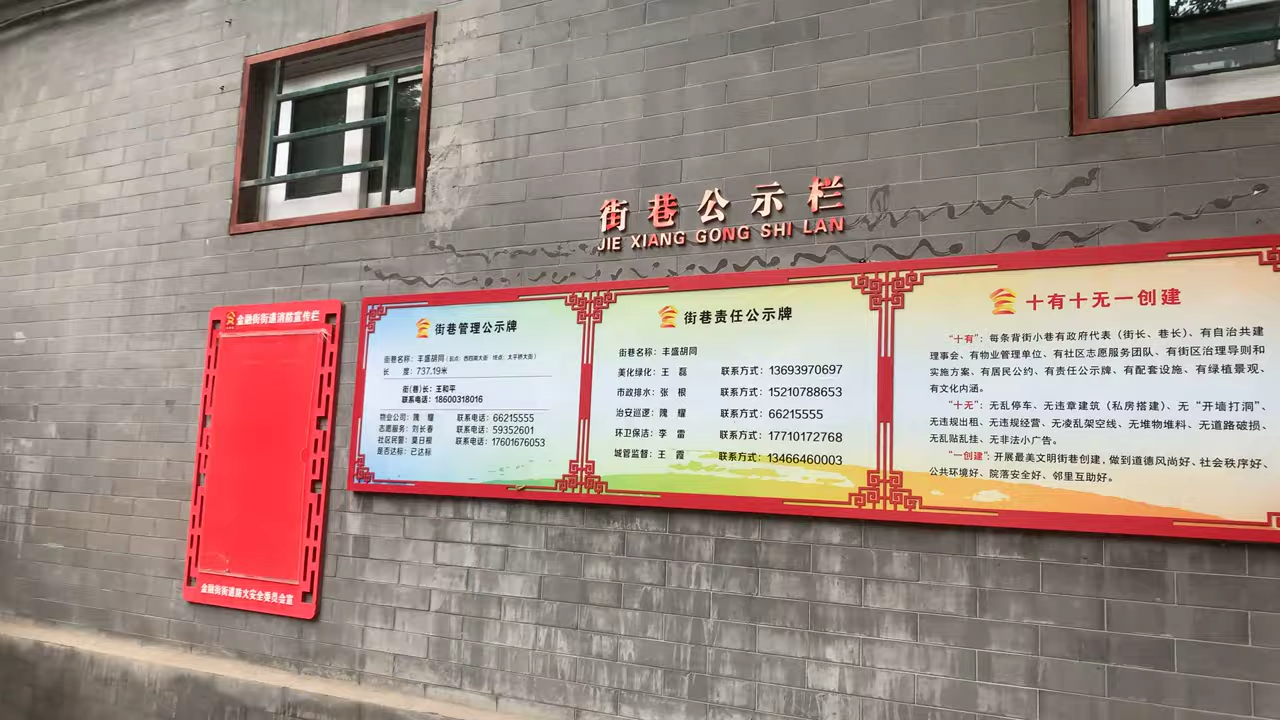 街巷公示栏
JIE XIANG GONG SHI LAN
金融街街道消防宣传栏
金融街街道防火安全委员会宣
街巷管理公示牌
街巷名称：丰盛胡同（起点：西四南大街 终点：太平桥大街）
长 度：737.19米
街(巷)长：王和平
联系电话：18600318016
物业公司：隗 耀 联系电话：66215555
志愿服务：刘长春 联系电话：59352601
社区民警：莫日根 联系电话：17601676053
是否达标：已达标
街巷责任公示牌
街巷名称：丰盛胡同
美化绿化：王 磊 联系方式：13693970697
市政排水：张 根 联系方式：15210788653
治安巡逻：隗 耀 联系方式：66215555
环卫保洁：李 雷 联系方式：17710172768
城管监督：王 霞 联系方式：13466460003
十有十无一创建
“十有”：每条背街小巷有政府代表（街长、巷长）、有自治共建
理事会、有物业管理单位、有社区志愿服务团队、有街区治理导则和
实施方案、有居民公约、有责任公示牌、有配套设施、有绿植景观、
有文化内涵。
“十无”：无乱停车、无违章建筑（私房搭建）、无“开墙打洞”、
无违规出租、无违规经营、无凌乱架空线、无堆物堆料、无道路破损、
无乱贴乱挂、无非法小广告。
“一创建”：开展最美文明街巷创建，做到道德风尚好、社会秩序好、
公共环境好、院落安全好、邻里互助好。